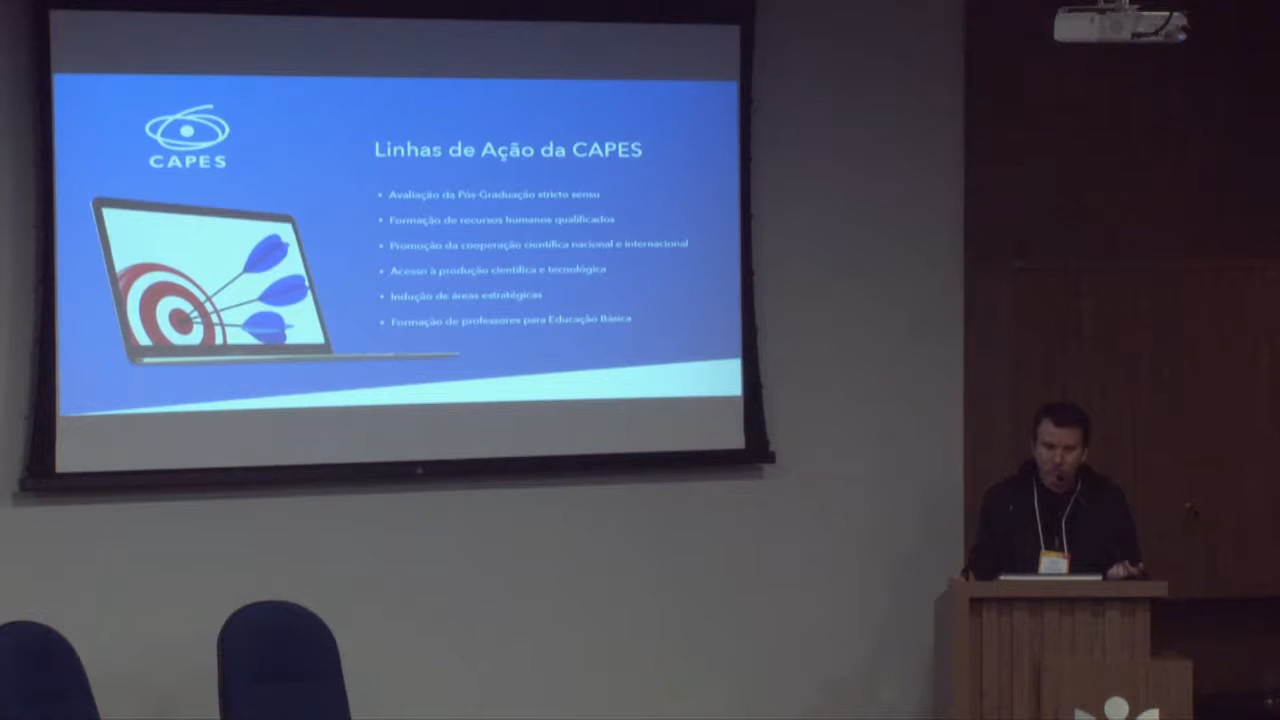 CAPES
Linhas de Ação da CAPES
• Avaliação da Pós-Graduação stricto sensu
• Formação de recursos humanos qualificados
• Promoção da cooperação científica nacional e internacional
• Acesso à produção científica e tecnológica
• Indução de áreas estratégicas
• Formação de professores para Educação Básica